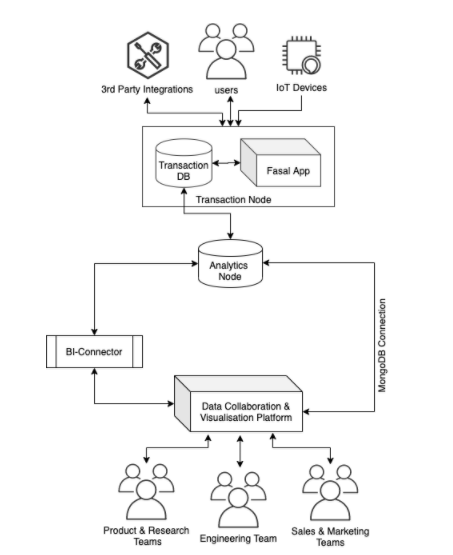 3rd Party Integrations
users
IoT Devices
Transaction
DB
Fasal App
Transaction Node
Analytics
Node
MongoDB Connection
BI-Connector
Data Collaboration &
Visualisation Platform
Product & Research
Teams
Engineering Team
Sales & Marketing
Teams